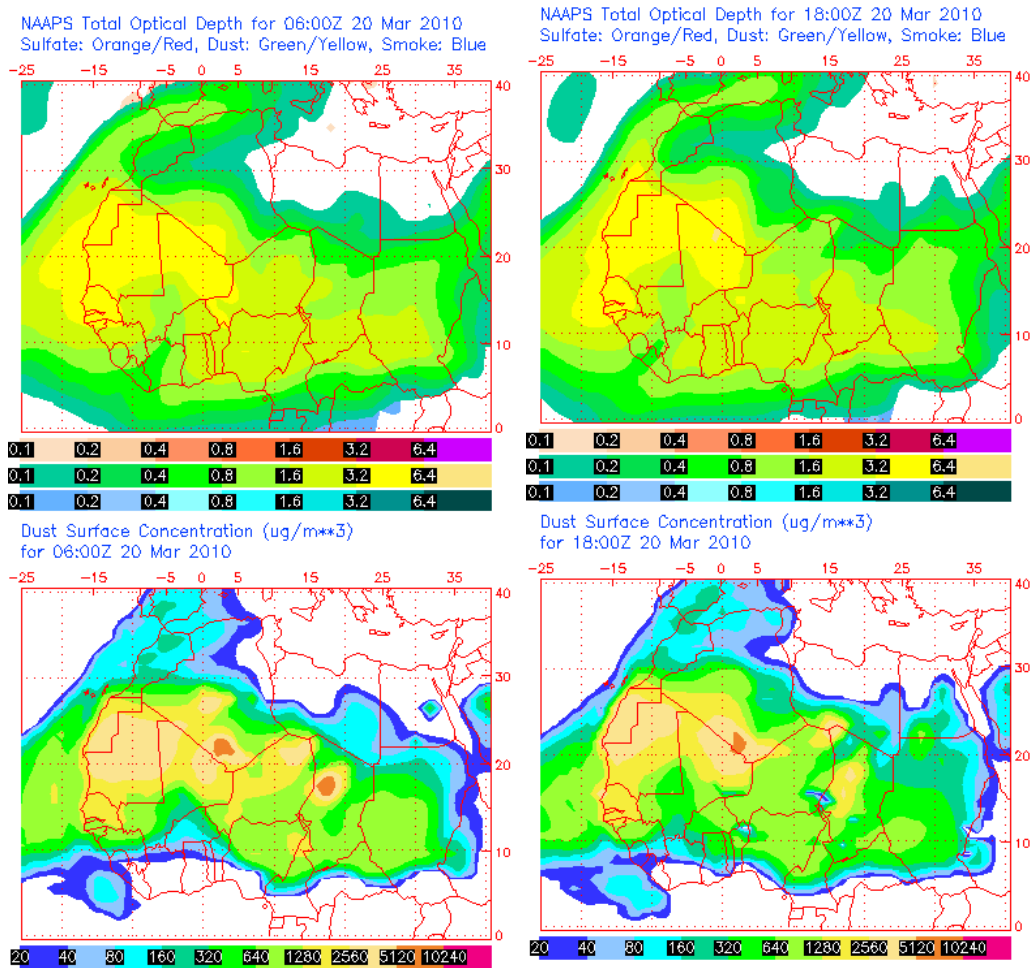 NAAPS Total Optical Depth for 06:00Z 20 Mar 2010
Sulfate: Orange/Red, Dust: Green/Yellow, Smoke: Blue
-25 -15 -5 0 5 15 25 35
40
30
20
10
0.1 0.2 0.4 0.8 1.6 3.2 6.4
0.1 0.2 0.4 0.8 1.6 3.2 6.4
0.1 0.2 0.4 0.8 1.6 3.2 6.4
NAAPS Total Optical Depth for 18:00Z 20 Mar 2010
Sulfate: Orange/Red, Dust: Green/Yellow, Smoke: Blue
-25 -15 -5 0 5 15 25 35
40
30
20
10
0.1 0.2 0.4 0.8 1.6 3.2 6.4
0.1 0.2 0.4 0.8 1.6 3.2 6.4
0.1 0.2 0.4 0.8 1.6 3.2 6.4
Dust Surface Concentration (ug/m**3)
for 06:00Z 20 Mar 2010
-25 -15 -5 0 5 15 25 35
40
30
20
10
20 40 80 160 320 640 1280 2560 5120 10240
Dust Surface Concentration (ug/m**3)
for 18:00Z 20 Mar 2010
-25 -15 -5 0 5 15 25 35
40
30
20
10
20 40 80 160 320 640 1280 2560 5120 10240